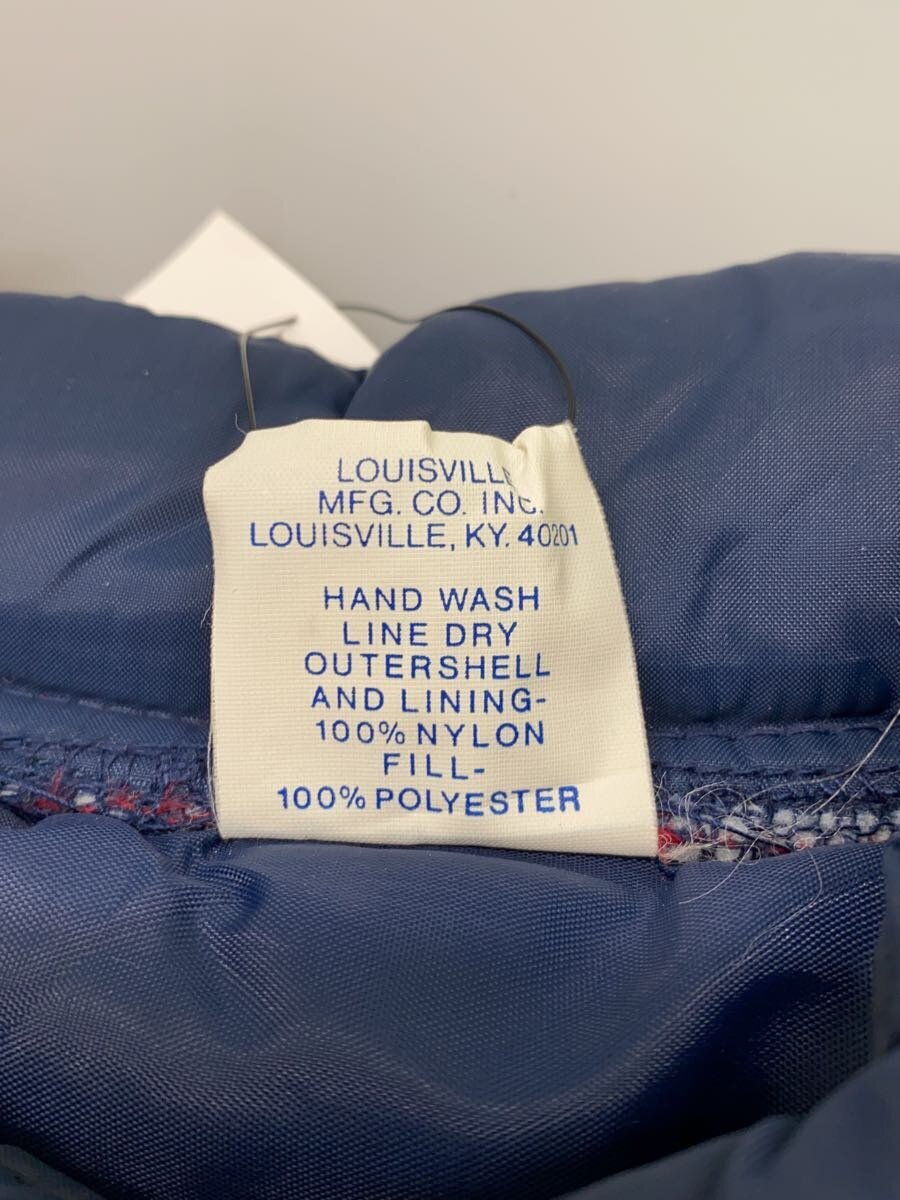 LOUISVILLE
MFG. CO. INC.
LOUISVILLE, KY. 40201
HAND WASH
LINE DRY
OUTERSHELL
AND LINING-
100% NYLON
FILL-
100% POLYESTER